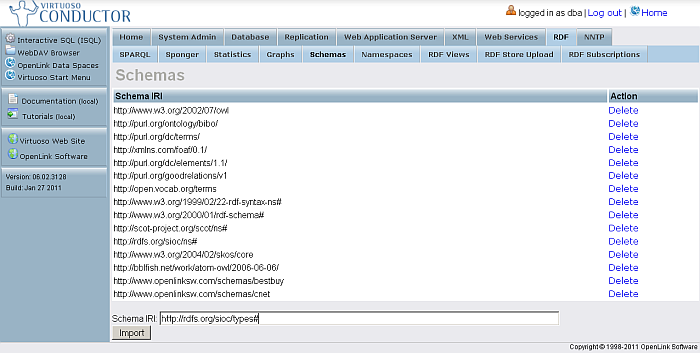 VIRTUOSO
CONDUCTOR
logged in as dba | Log out | Home
Interactive SQL (ISQL)
WebDAV Browser
OpenLink Data Spaces
Virtuoso Start Menu
Documentation (local)
Tutorials (local)
Virtuoso Web Site
OpenLink Software
Version: 06.02.3128
Build: Jan 27 2011
Home System Admin Database Replication Web Application Server XML Web Services RDF NNTP
SPARQL Sponger Statistics Graphs Schemas Namespaces RDF Views RDF Store Upload RDF Subscriptions
Schemas
Schema IRI Action
http://www.w3.org/2002/07/owl Delete
http://purl.org/ontology/bibo/ Delete
http://purl.org/dc/terms/ Delete
http://xmlns.com/foaf/0.1/ Delete
http://purl.org/dc/elements/1.1/ Delete
http://purl.org/goodrelations/v1 Delete
http://open.vocab.org/terms Delete
http://www.w3.org/1999/02/22-rdf-syntax-ns# Delete
http://www.w3.org/2000/01/rdf-schema# Delete
http://scot-project.org/scot/ns# Delete
http://rdfs.org/sioc/ns# Delete
http://www.w3.org/2004/02/skos/core Delete
http://bblfish.net/work/atom-owl/2006-06-06/ Delete
http://www.openlinksw.com/schemas/bestbuy Delete
http://www.openlinksw.com/schemas/cnet Delete
Schema IRI: http://rdfs.org/sioc/types#
Import
Copyright © 1998-2011 OpenLink Software